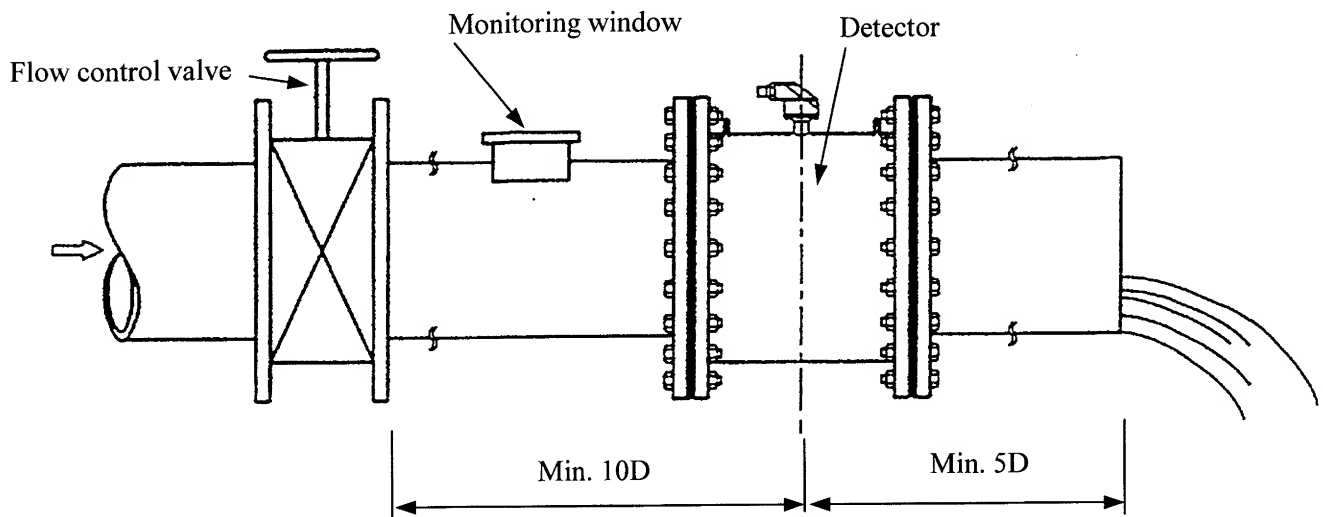 Monitoring window
Detector
Flow control valve
Min. 10D
Min. 5D